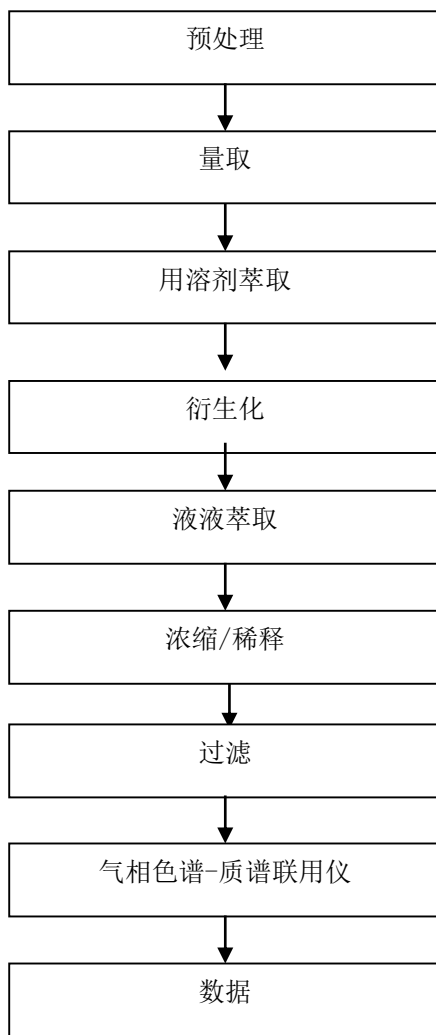 预处理
量取
用溶剂萃取
衍生化
液液萃取
浓缩/稀释
过滤
气相色谱-质谱联用仪
数据